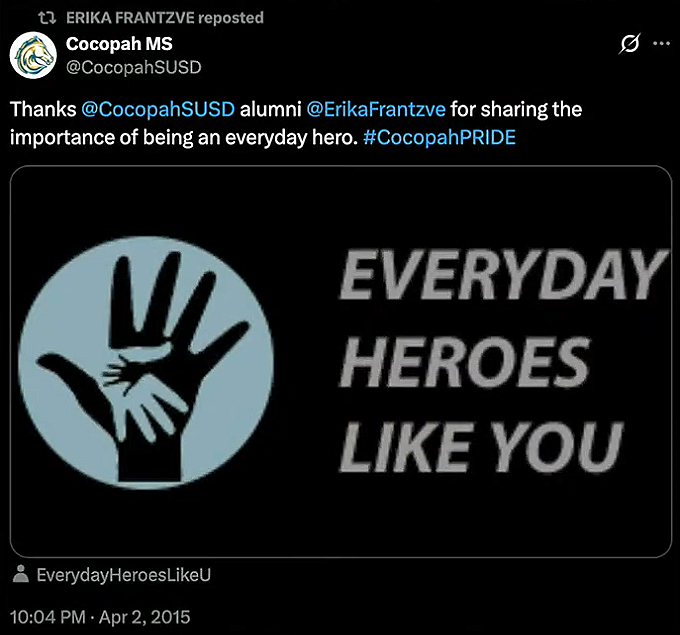 ERIKA FRANTZVE reposted
Cocopah MS
@CocopahSUSD
Thanks @CocopahSUSD alumni @ErikaFrantzve for sharing the
importance of being an everyday hero. #CocopahPRIDE
EVERYDAY
HEROES
LIKE YOU
EverydayHeroesLikeU
10:04 PM · Apr 2, 2015